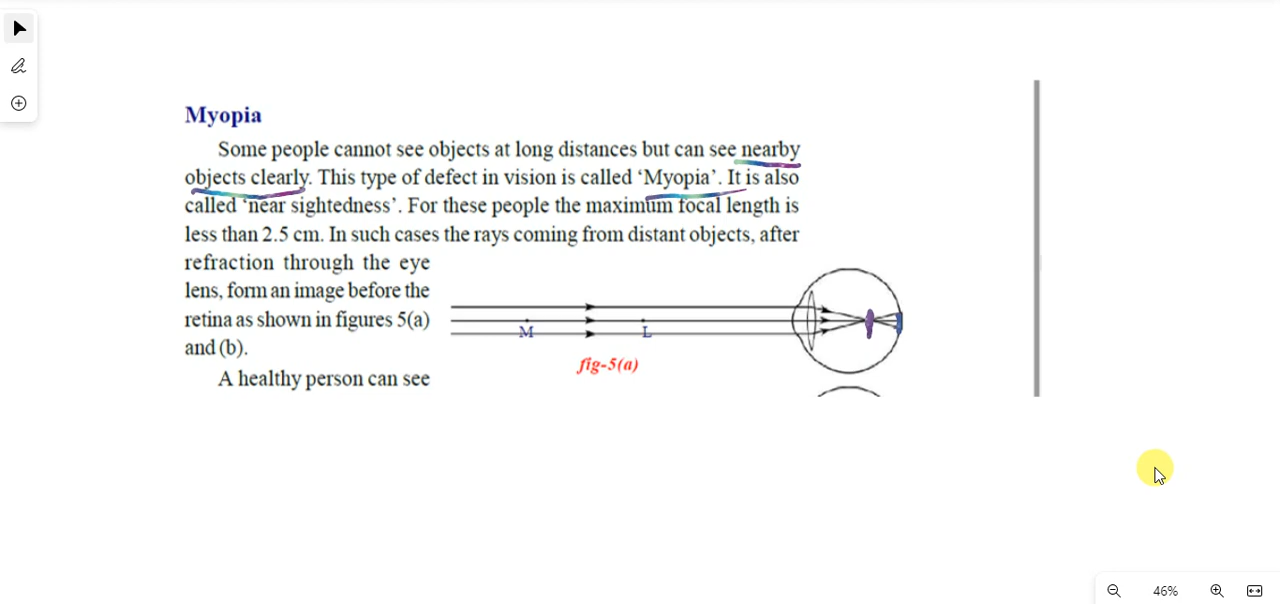 Myopia
Some people cannot see objects at long distances but can see nearby
objects clearly. This type of defect in vision is called ‘Myopia’. It is also
called ‘near sightedness’. For these people the maximum focal length is
less than 2.5 cm. In such cases the rays coming from distant objects, after
refraction through the eye
lens, form an image before the
retina as shown in figures 5(a)
and (b).
A healthy person can see
M
L
fig-5(a)
46%